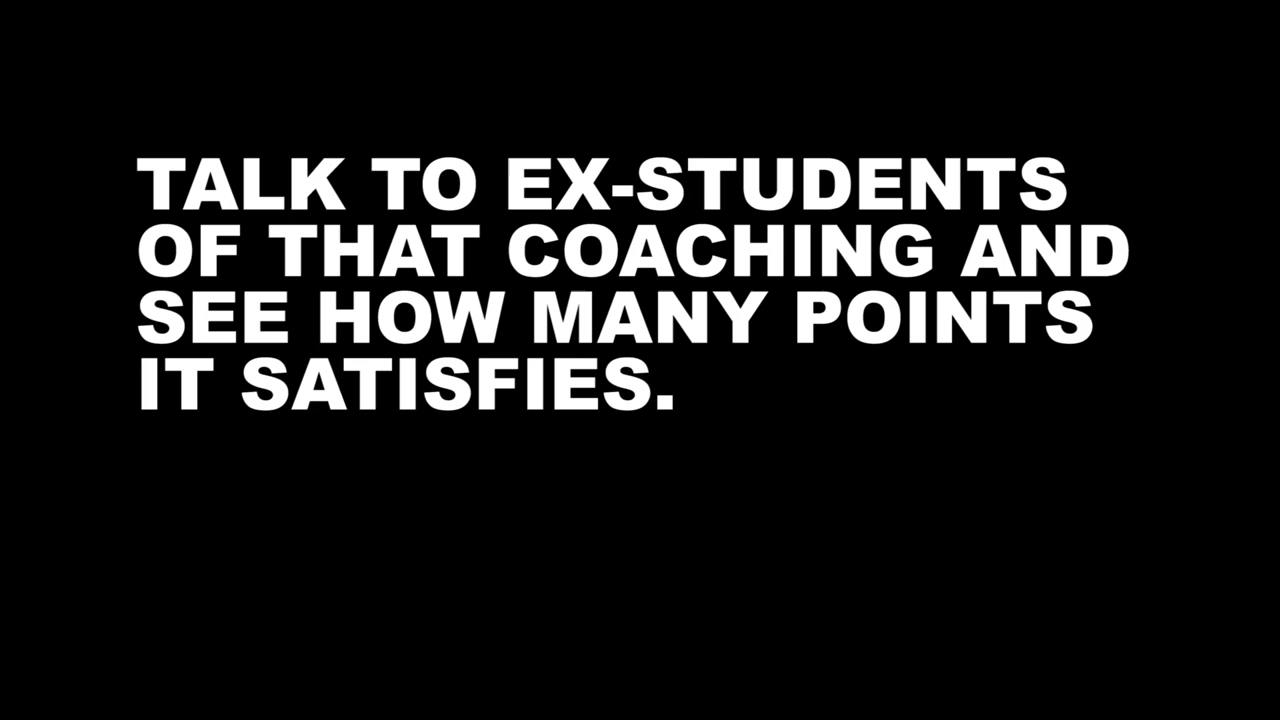 TALK TO EX-STUDENTS
OF THAT COACHING AND
SEE HOW MANY POINTS
IT SATISFIES.